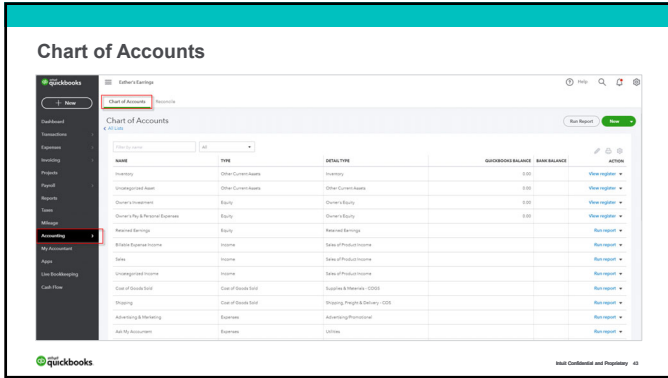 Chart of Accounts
intuit quickbooks Esther's Earrings Help
+ New Chart of Accounts Reconcile
Dashboard Chart of Accounts Run Report New
< All Lists
Transactions
Expenses Filter by name All
Invoicing NAME TYPE DETAIL TYPE QUICKBOOKS BALANCE BANK BALANCE ACTION
Projects Inventory Other Current Assets Inventory 0.00 View register
Payroll Uncategorized Asset Other Current Assets Other Current Assets 0.00 View register
Reports Owner's Investment Equity Owner's Equity 0.00 View register
Taxes Owner's Pay & Personal Expenses Equity Owner's Equity 0.00 View register
Mileage
Accounting Retained Earnings Equity Retained Earnings Run report
My Accountant Billable Expense Income Income Sales of Product Income Run report
Apps Sales Income Sales of Product Income Run report
Live Bookkeeping Uncategorized Income Income Sales of Product Income Run report
Cash Flow Cost of Goods Sold Cost of Goods Sold Supplies & Materials - COGS Run report
Shipping Cost of Goods Sold Shipping, Freight & Delivery - COS Run report
Advertising & Marketing Expenses Advertising/Promotional Run report
Ask My Accountant Expenses Utilities Run report
intuit quickbooks Intuit Confidential and Proprietary 43